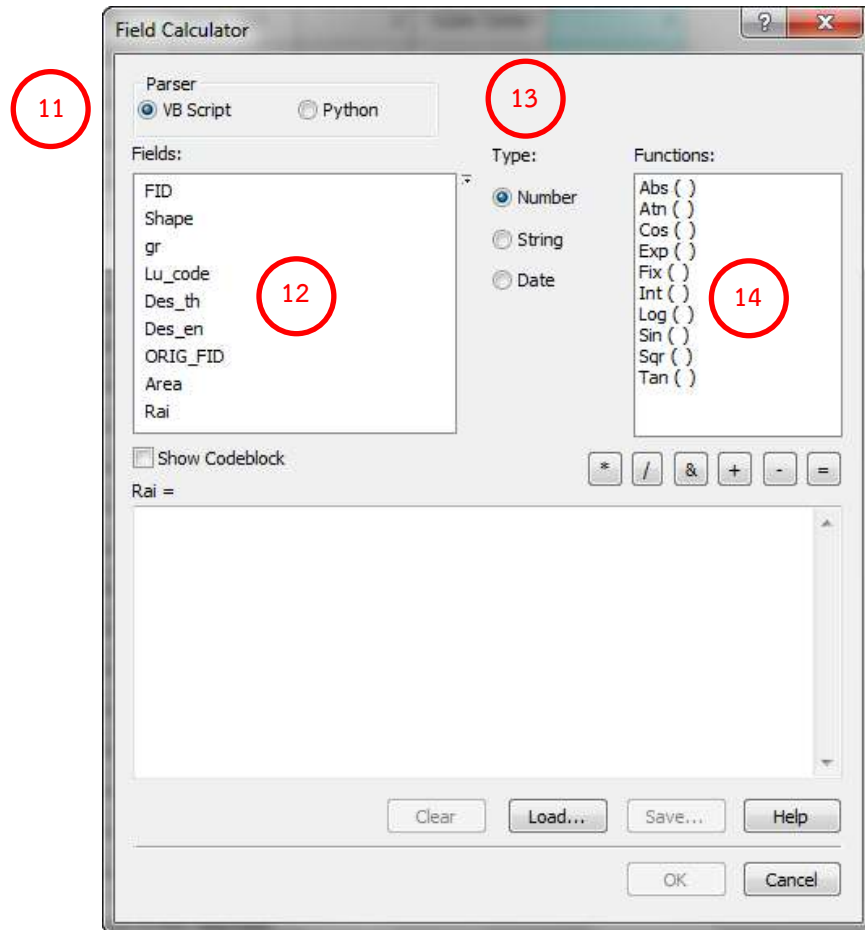 Field Calculator
?
X
11
Parser
VB Script Python
13
Fields: Type: Functions:
FID
Shape
gr
Lu_code
Des_th
Des_en
ORIG_FID
Area
Rai
12
Number
String
Date
Abs ( )
Atn ( )
Cos ( )
Exp ( )
Fix ( )
Int ( )
Log ( )
Sin ( )
Sqr ( )
Tan ( )
14
Show Codeblock
* / & + - =
Rai =
Clear Load... Save... Help
OK Cancel